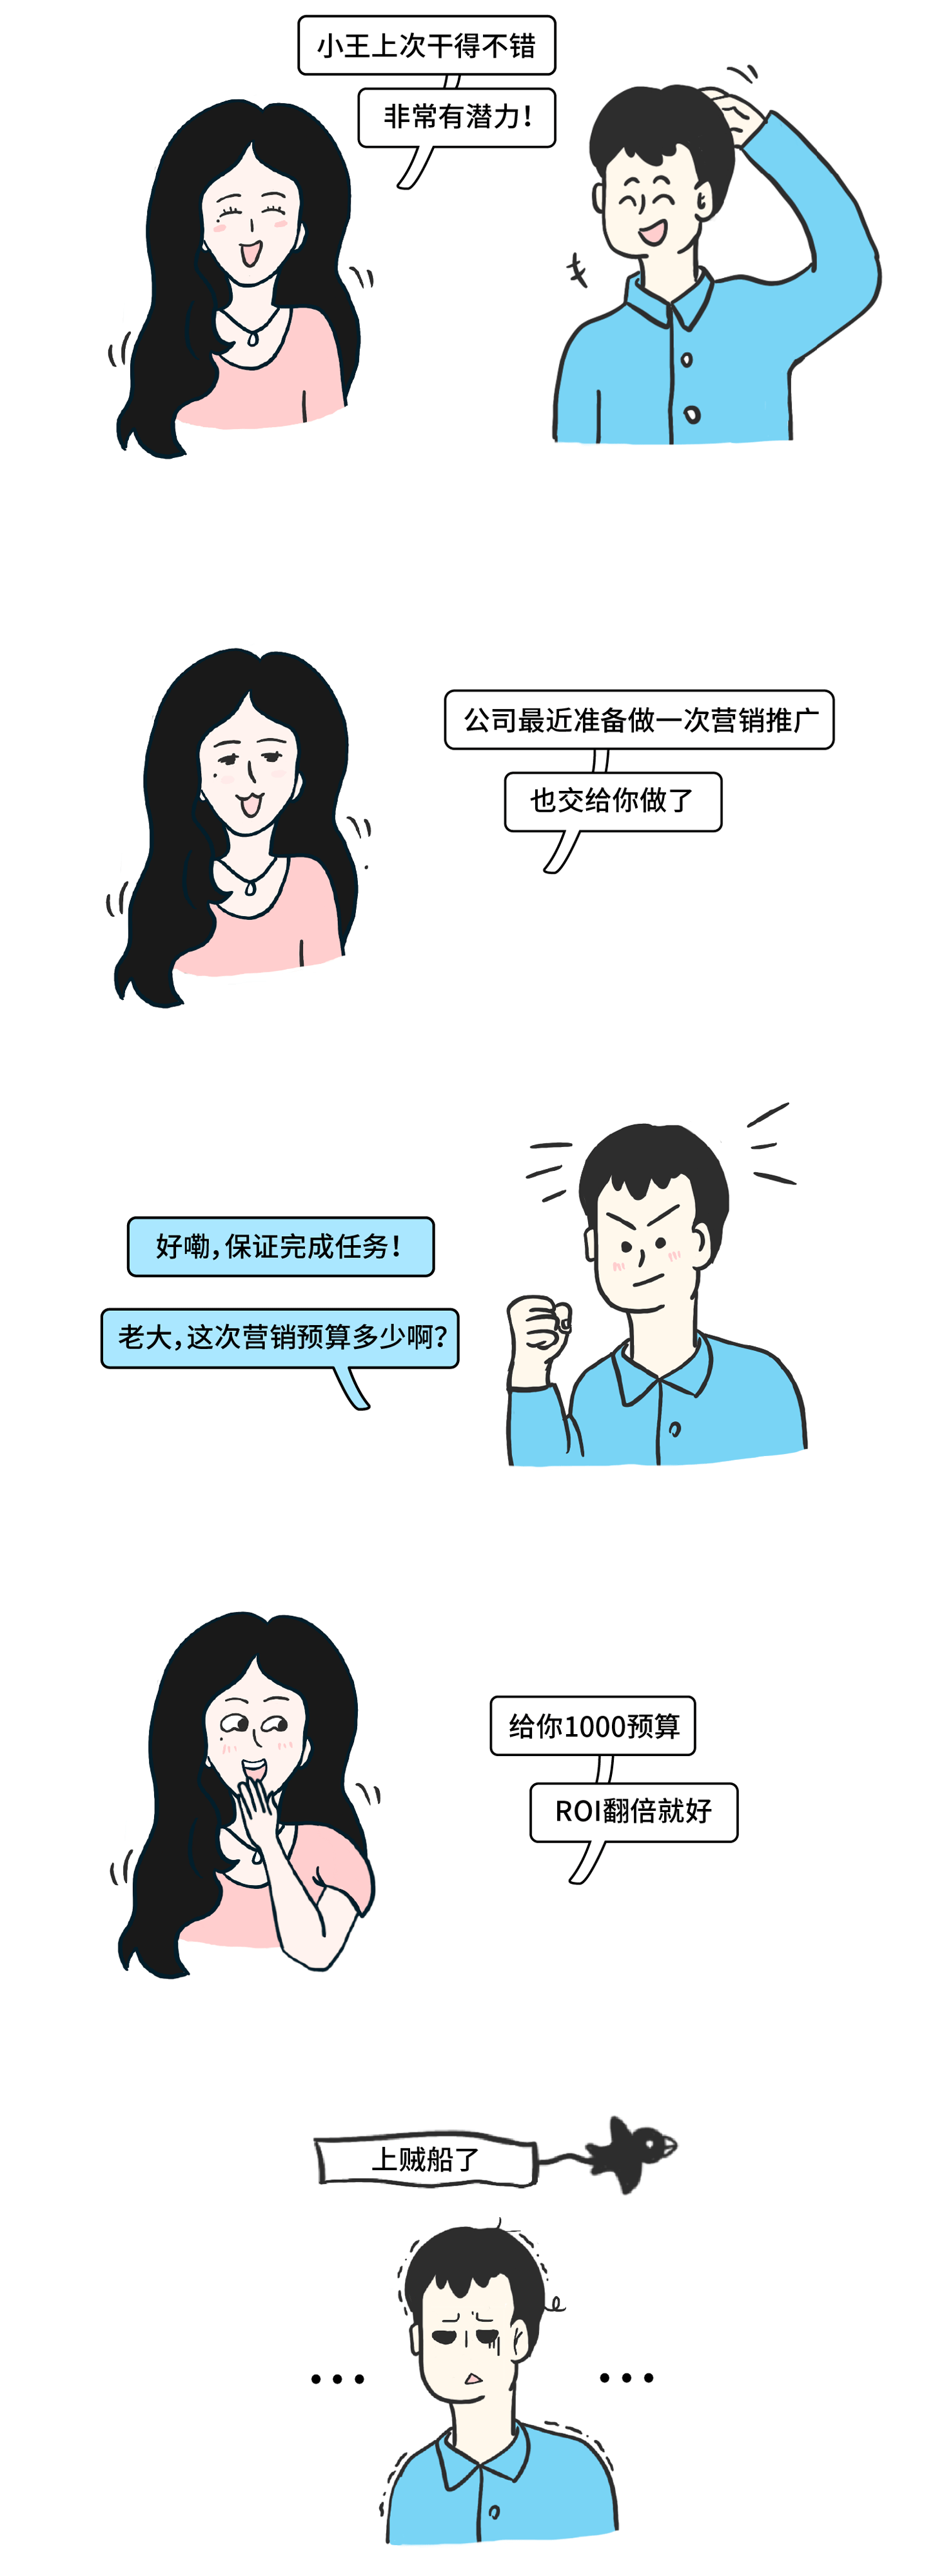 小王上次干得不错
非常有潜力！
公司最近准备做一次营销推广
也交给你做了
好嘞，保证完成任务！
老大，这次营销预算多少啊？
给你1000预算
ROI翻倍就好
上贼船了